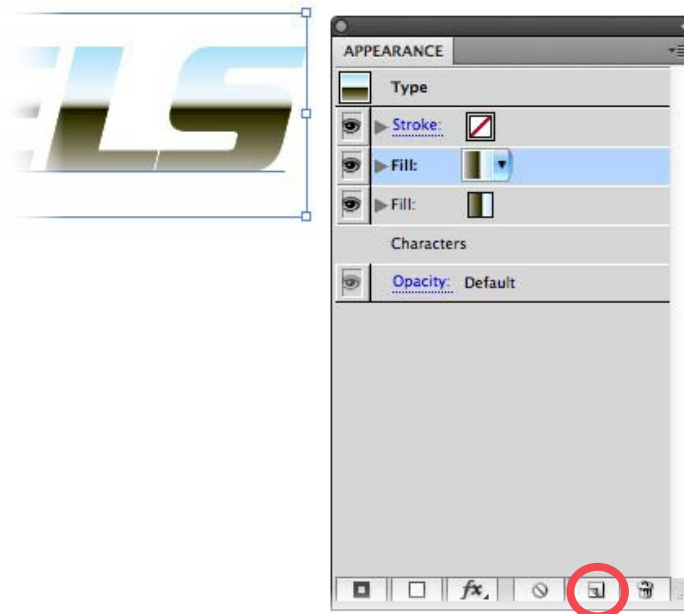 ELS
APPEARANCE
Type
Stroke:
Fill:
Fill:
Characters
Opacity: Default
fx